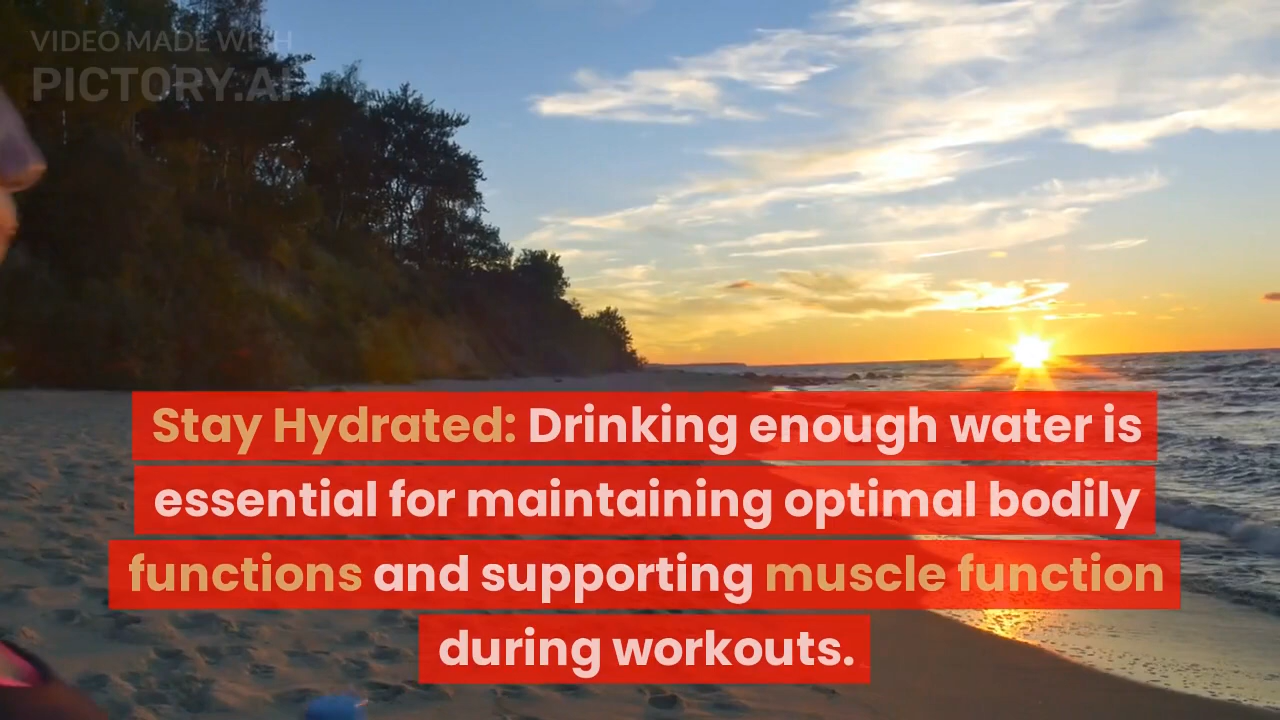 VIDEO MADE WITH
PICTORY.AI
Stay Hydrated: Drinking enough water is
essential for maintaining optimal bodily
functions and supporting muscle function
during workouts.